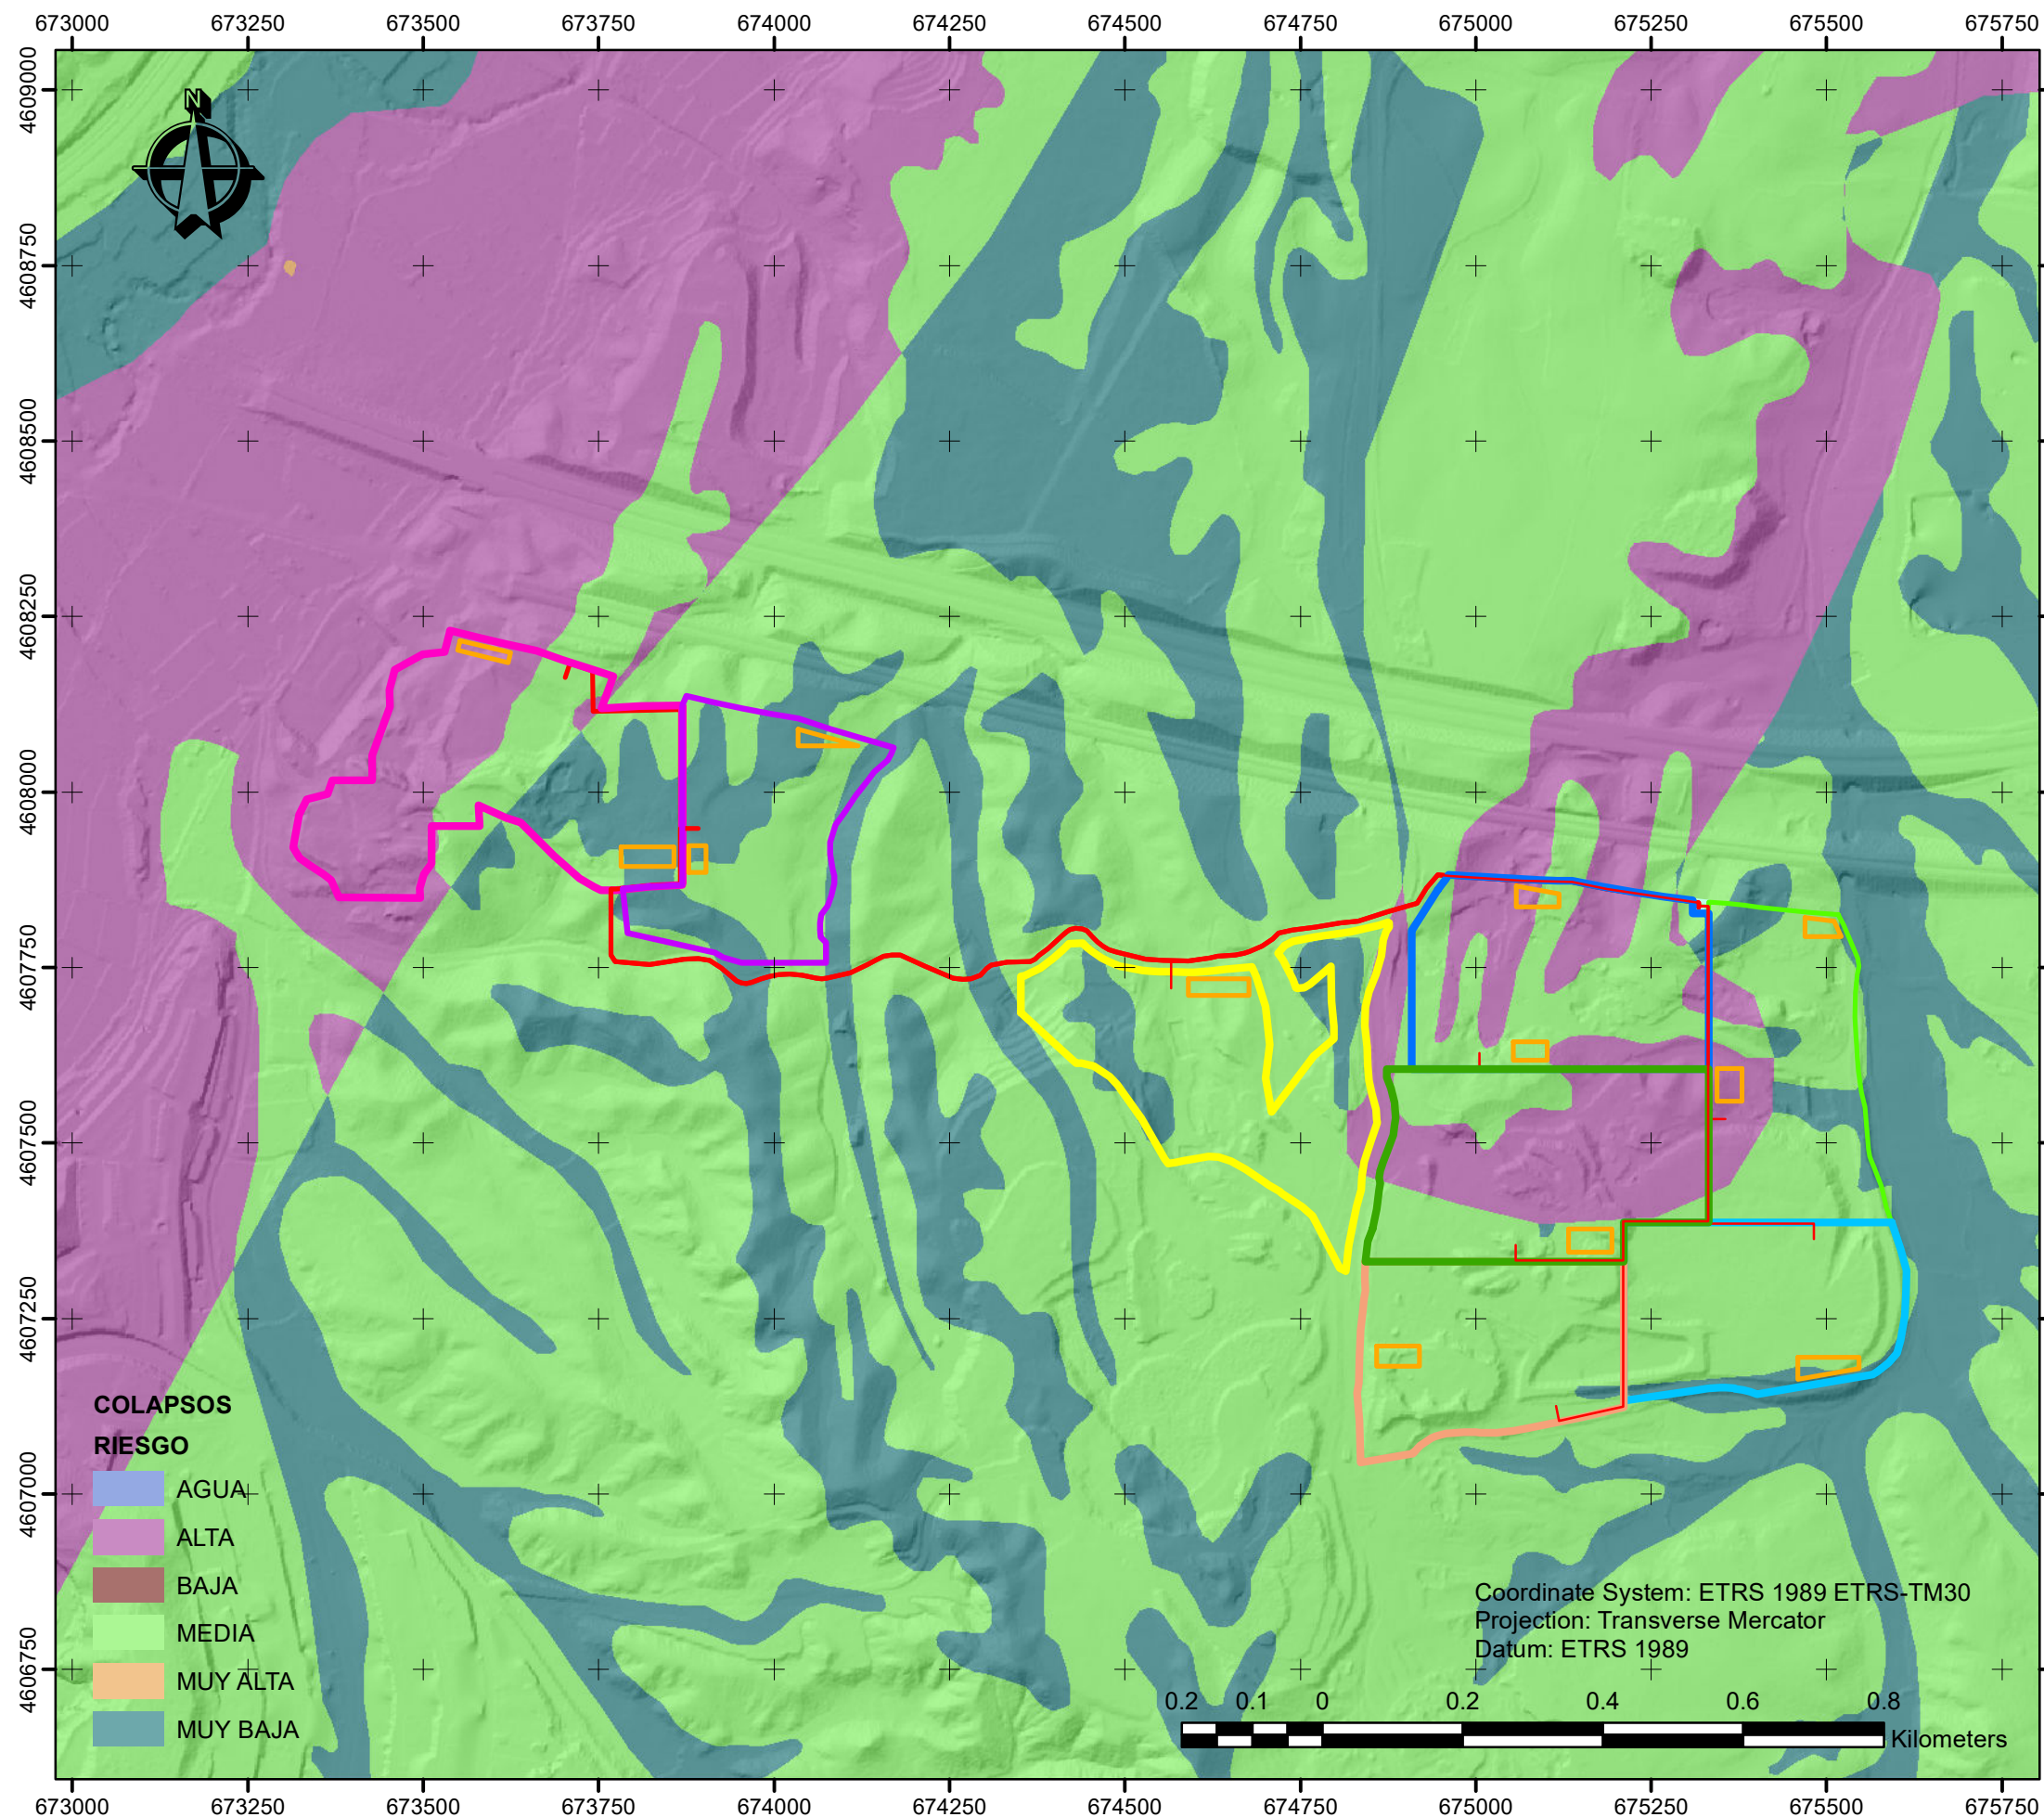 673000 673250 673500 673750 674000 674250 674500 674750 675000 675250 675500 675750
4609000
4608750
4608500
4608250
4608000
4607750
4607500
4607250
4607000
4606750
N
COLAPSOS
RIESGO
AGUA
ALTA
BAJA
MEDIA
MUY ALTA
MUY BAJA
Coordinate System: ETRS 1989 ETRS-TM30
Projection: Transverse Mercator
Datum: ETRS 1989
0.2 0.1 0 0.2 0.4 0.6 0.8
Kilometers
673000 673250 673500 673750 674000 674250 674500 674750 675000 675250 675500 675750